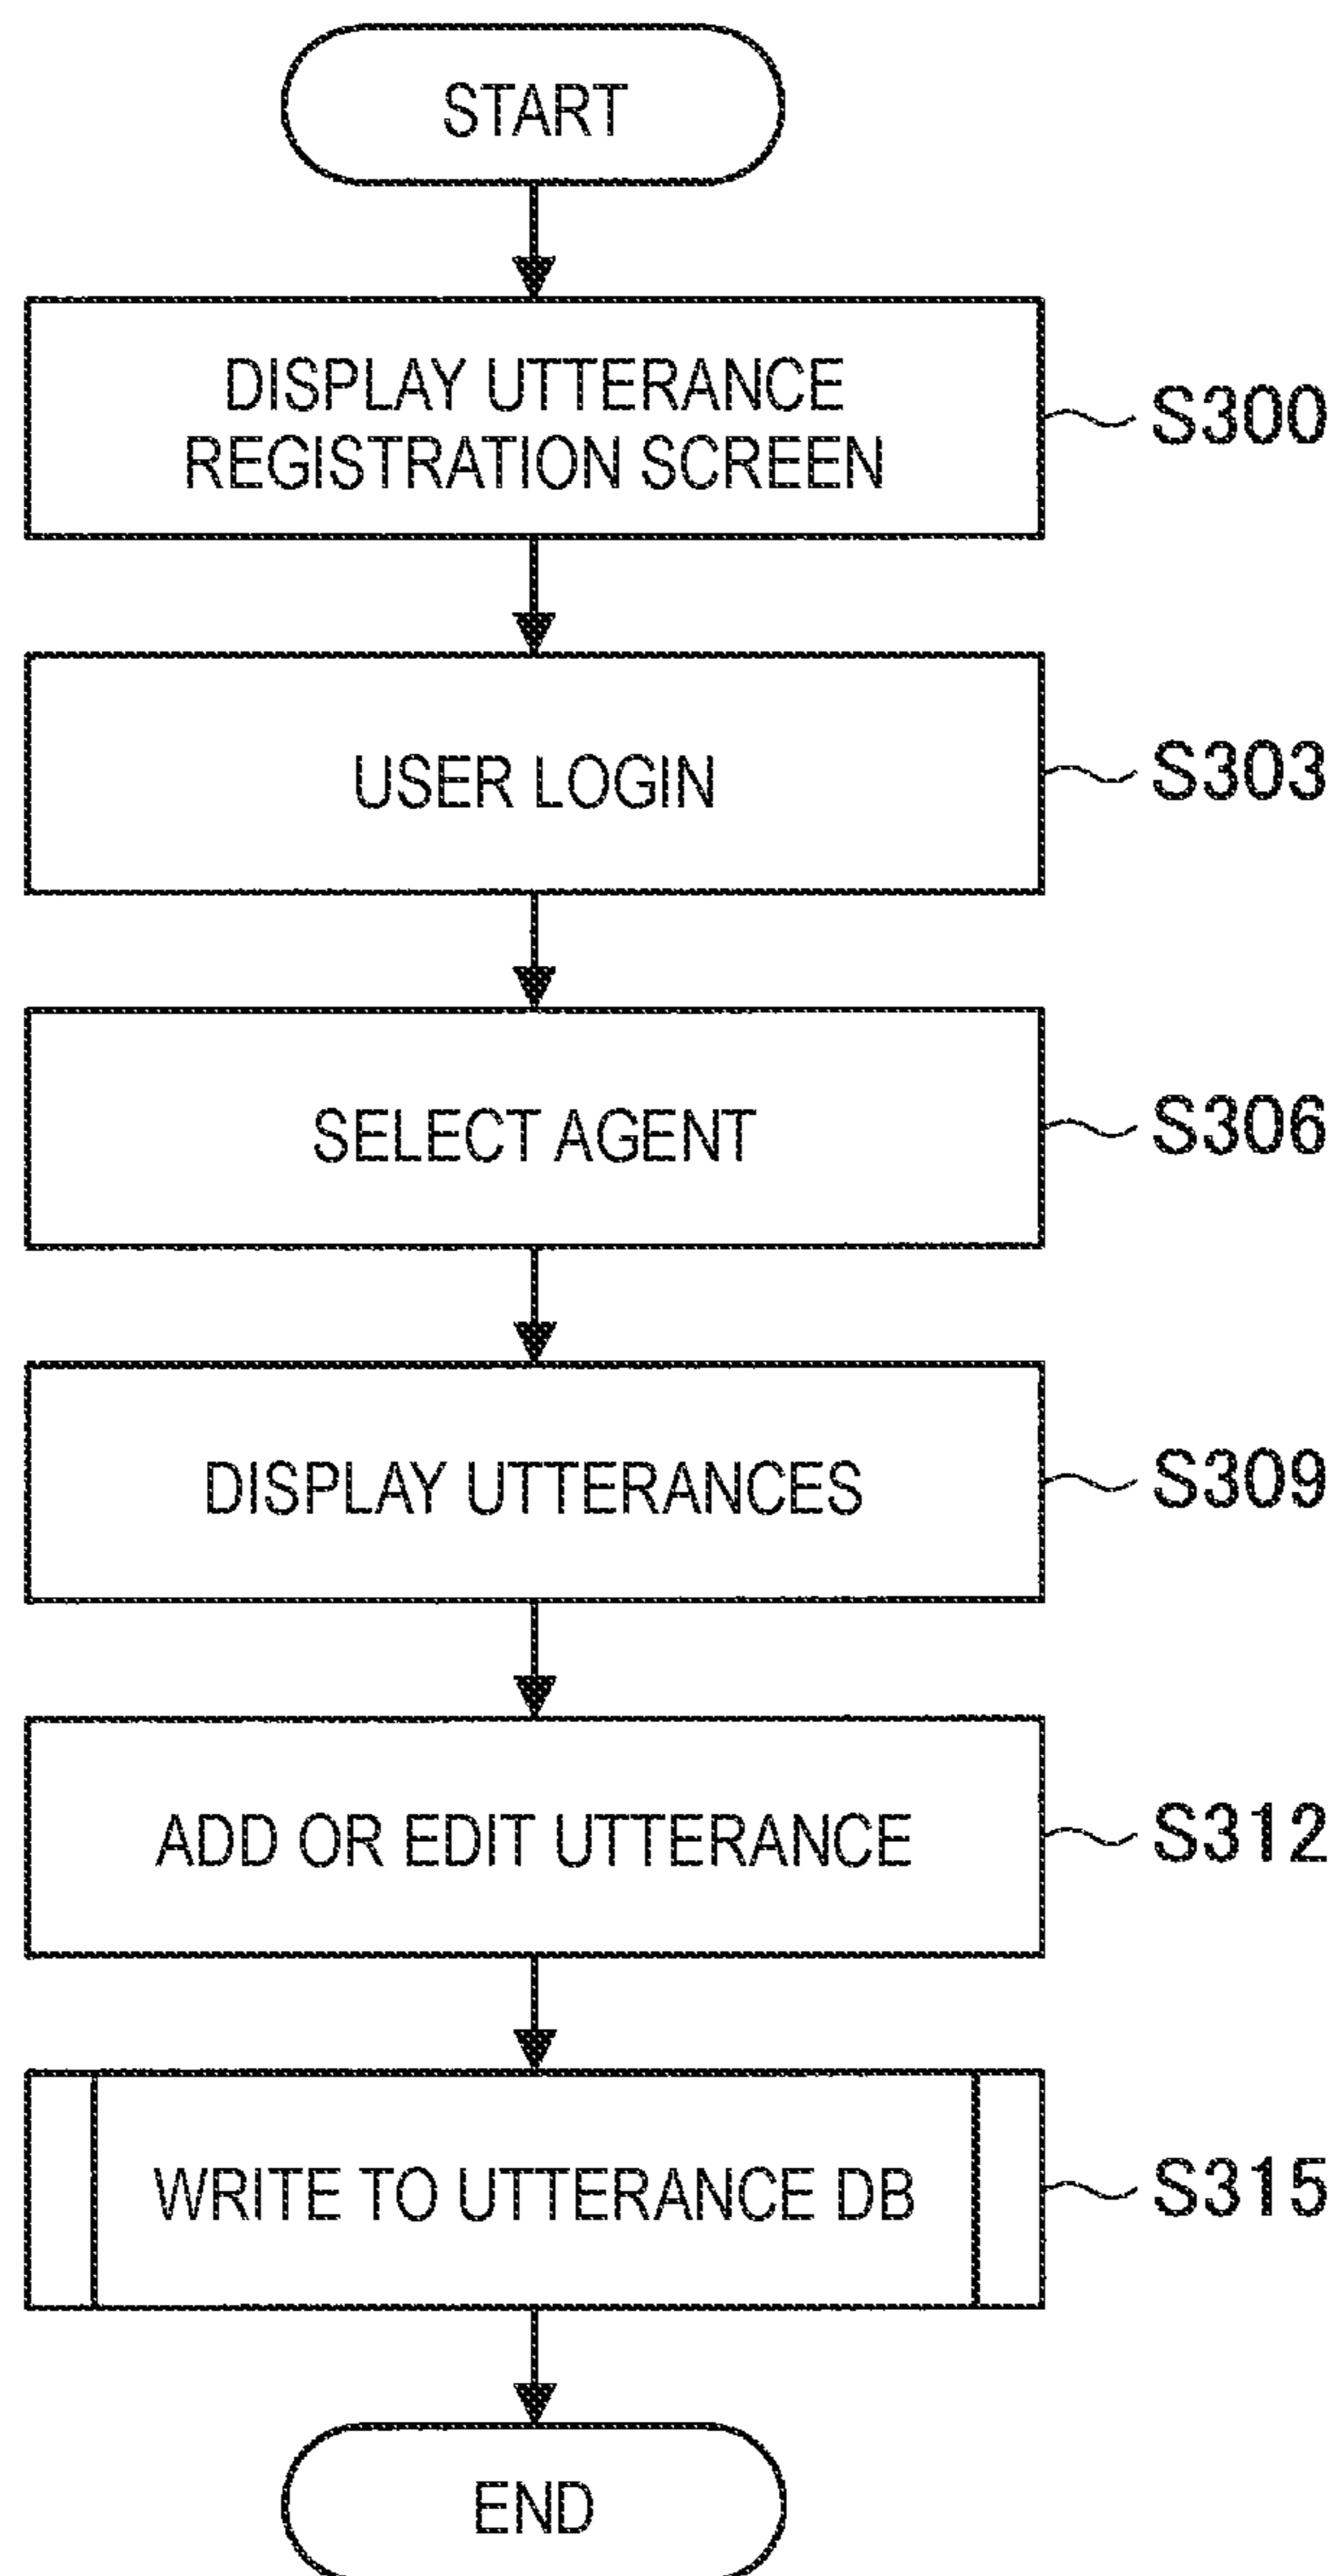 START
DISPLAY UTTERANCE
REGISTRATION SCREEN
S300
USER LOGIN
S303
SELECT AGENT
S306
DISPLAY UTTERANCES
S309
ADD OR EDIT UTTERANCE
S312
WRITE TO UTTERANCE DB
S315
END